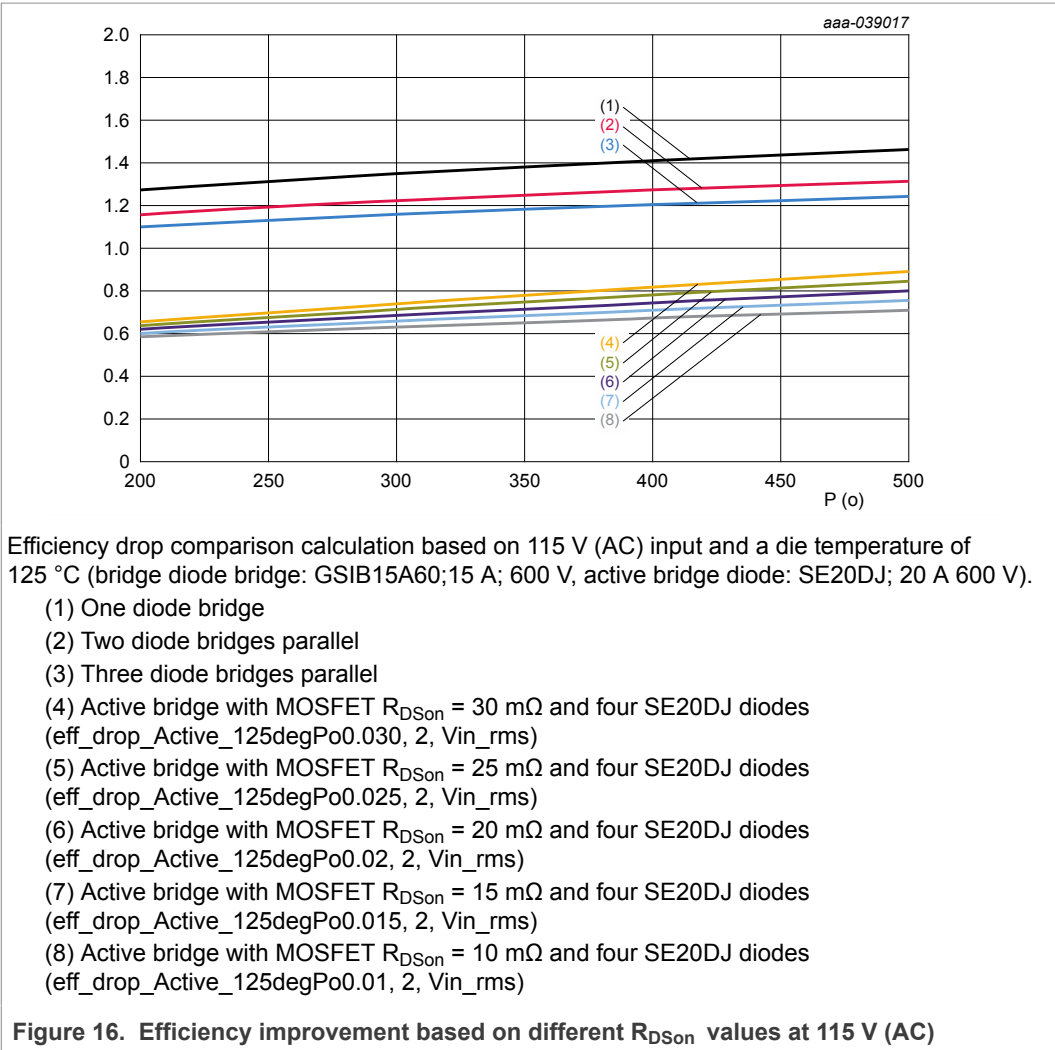 aaa-039017
2.0
1.8
1.6
1.4
1.2
1.0
0.8
0.6
0.4
0.2
0
(1)
(2)
(3)
(4)
(5)
(6)
(7)
(8)
200 250 300 350 400 450 500
P (o)
Efficiency drop comparison calculation based on 115 V (AC) input and a die temperature of
125 °C (bridge diode bridge: GSIB15A60;15 A; 600 V, active bridge diode: SE20DJ; 20 A 600 V).
(1) One diode bridge
(2) Two diode bridges parallel
(3) Three diode bridges parallel
(4) Active bridge with MOSFET RDSon = 30 mΩ and four SE20DJ diodes
(eff_drop_Active_125degPo0.030, 2, Vin_rms)
(5) Active bridge with MOSFET RDSon = 25 mΩ and four SE20DJ diodes
(eff_drop_Active_125degPo0.025, 2, Vin_rms)
(6) Active bridge with MOSFET RDSon = 20 mΩ and four SE20DJ diodes
(eff_drop_Active_125degPo0.02, 2, Vin_rms)
(7) Active bridge with MOSFET RDSon = 15 mΩ and four SE20DJ diodes
(eff_drop_Active_125degPo0.015, 2, Vin_rms)
(8) Active bridge with MOSFET RDSon = 10 mΩ and four SE20DJ diodes
(eff_drop_Active_125degPo0.01, 2, Vin_rms)
Figure 16. Efficiency improvement based on different RDSon values at 115 V (AC)